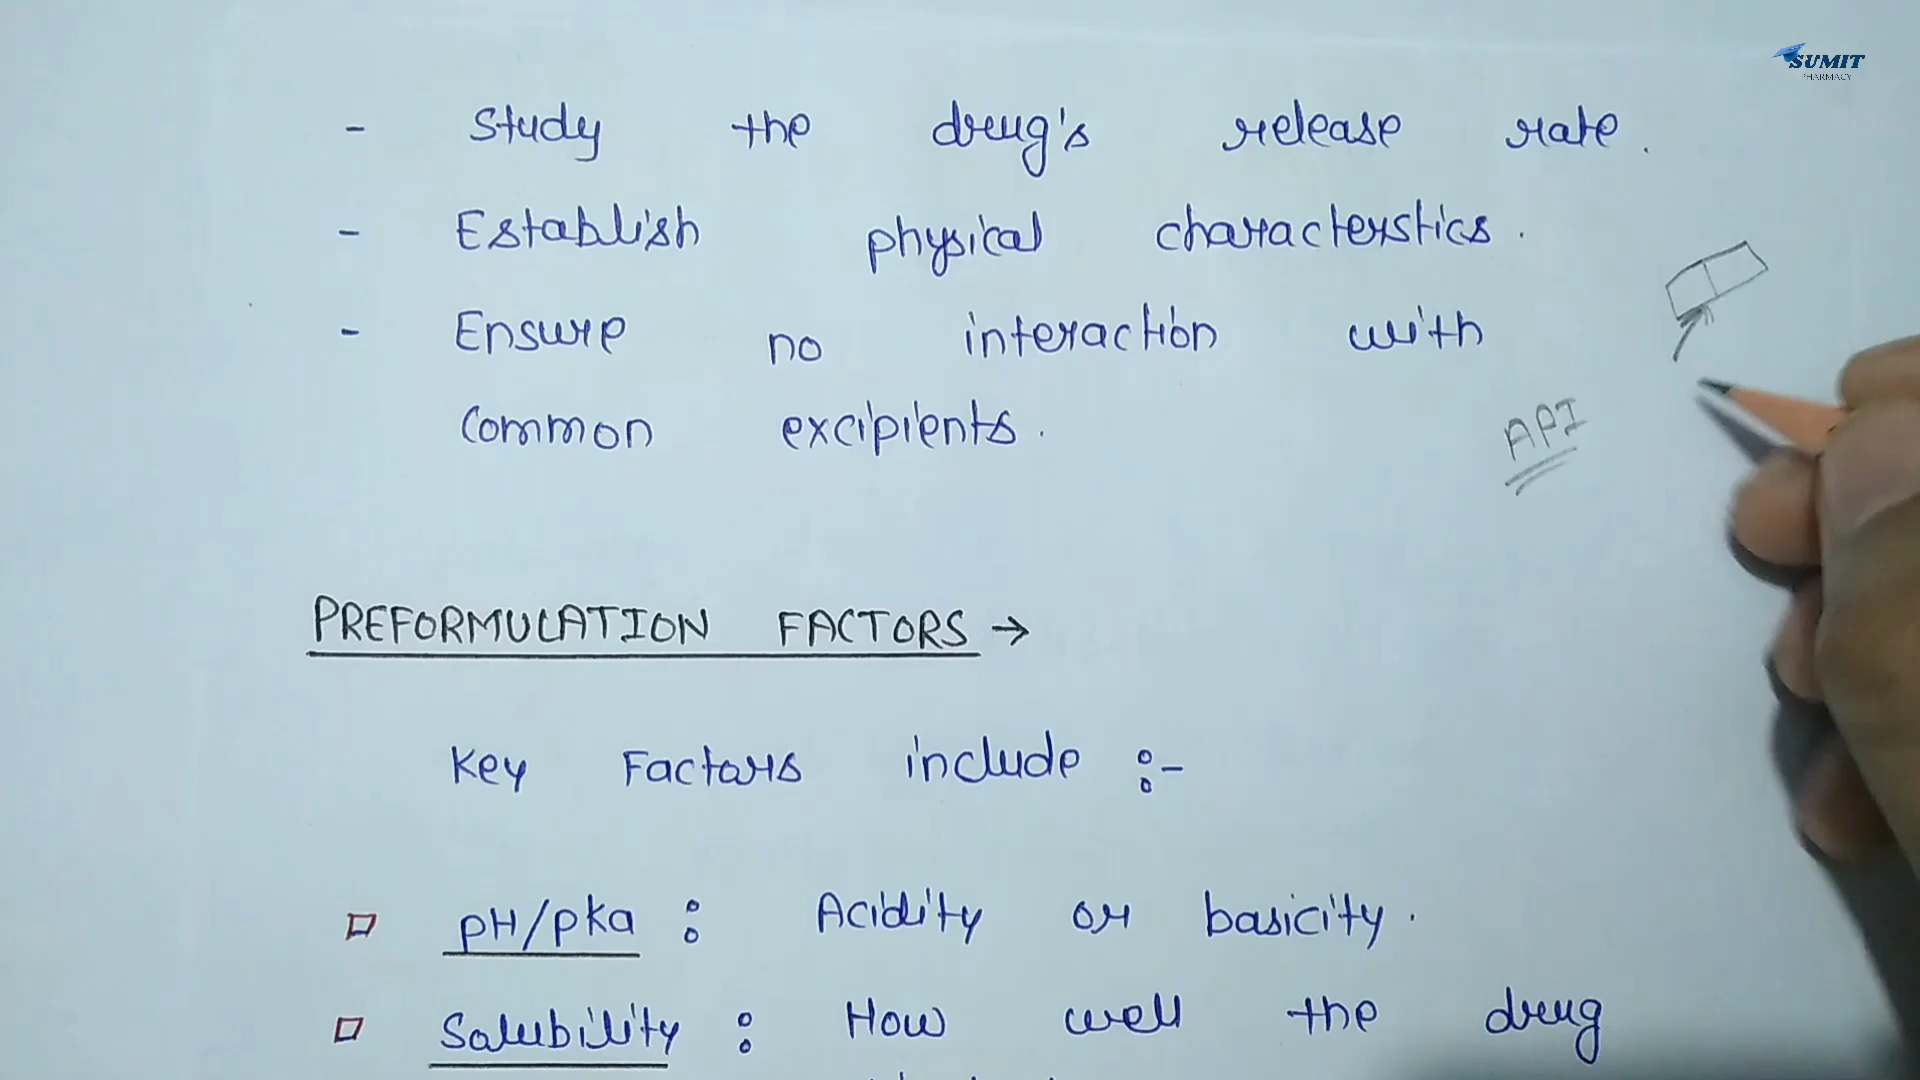 SUMIT
PHARMACY
- Study the drug's release rate.
- Establish physical characterstics.
- Ensure no interaction with
common excipients.
API
PREFORMULATION FACTORS →
Key Factors include :-
pH/pka : Acidity or basicity.
Solubility : How well the drug